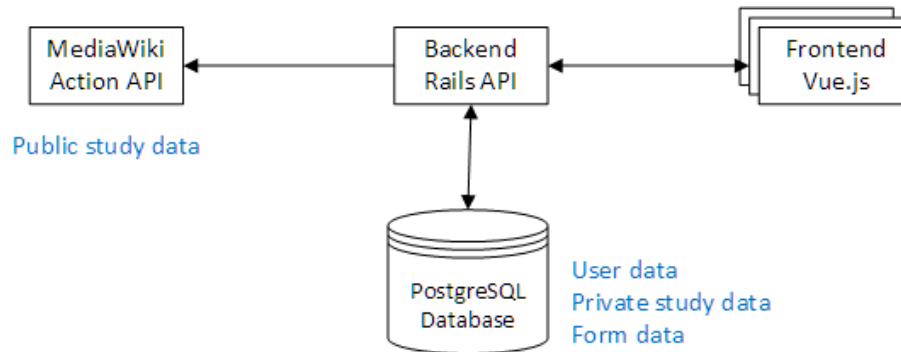 MediaWiki
Action API
Backend
Rails API
Frontend
Vue.js
Public study data
PostgreSQL
Database
User data
Private study data
Form data